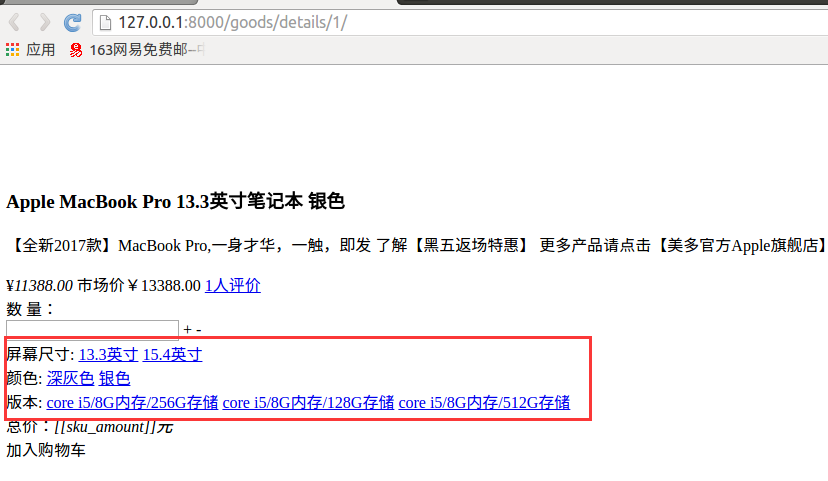 127.0.0.1:8000/goods/details/1/
应用 163网易免费邮--
Apple MacBook Pro 13.3英寸笔记本 银色
【全新2017款】MacBook Pro,一身才华，一触，即发 了解【黑五返场特惠】 更多产品请点击【美多官方Apple旗舰店】
¥11388.00 市场价￥13388.00 1人评价
数 量：
+ -
屏幕尺寸: 13.3英寸 15.4英寸
颜色: 深灰色 银色
版本: core i5/8G内存/256G存储 core i5/8G内存/128G存储 core i5/8G内存/512G存储
总价：[[sku_amount]]元
加入购物车